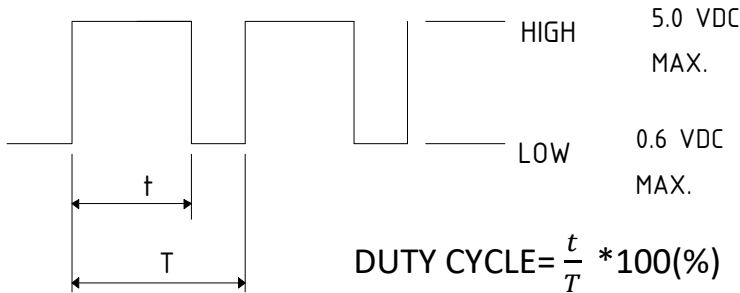 HIGH 5.0 VDC
MAX.
LOW 0.6 VDC
MAX.
t
T
DUTY CYCLE= t/T *100(%)